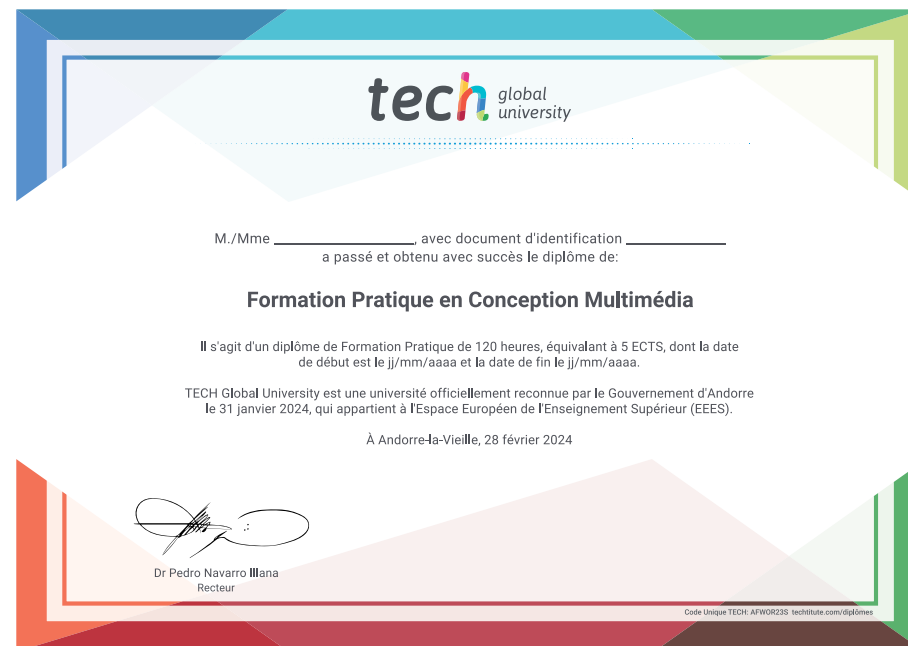 tech global
university
M./Mme ____________________, avec document d'identification ______________
a passé et obtenu avec succès le diplôme de:
Formation Pratique en Conception Multimédia
Il s'agit d'un diplôme de Formation Pratique de 120 heures, équivalant à 5 ECTS, dont la date
de début est le jj/mm/aaaa et la date de fin le jj/mm/aaaa.
TECH Global University est une université officiellement reconnue par le Gouvernement d'Andorre
le 31 janvier 2024, qui appartient à l'Espace Européen de l'Enseignement Supérieur (EEES).
À Andorre-la-Vieille, 28 février 2024
Dr Pedro Navarro Illana
Recteur
Code Unique TECH: AFWOR23S techtitute.com/diplômes